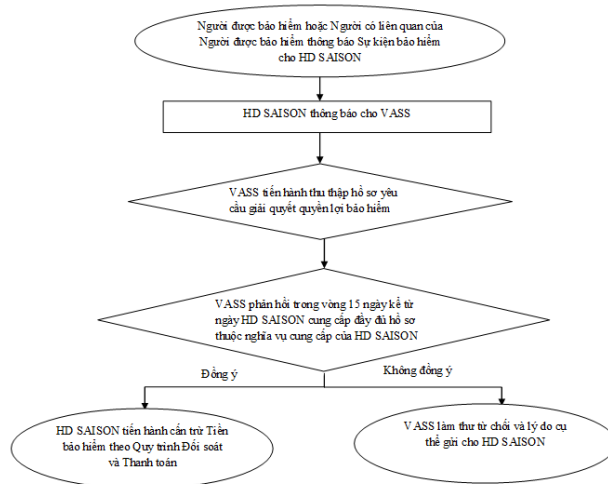 Người được bảo hiểm hoặc Người có liên quan của
Người được bảo hiểm thông báo Sự kiện bảo hiểm
cho HD SAISON
HD SAISON thông báo cho VASS
VASS tiến hành thu thập hồ sơ yêu
cầu giải quyết quyền lợi bảo hiểm
VASS phản hồi trong vòng 15 ngày kể từ
ngày HD SAISON cung cấp đầy đủ hồ sơ
thuộc nghĩa vụ cung cấp của HD SAISON
Đồng ý
Không đồng ý
HD SAISON tiến hành cấn trừ Tiền
bảo hiểm theo Quy trình Đối soát
và Thanh toán
VASS làm thư từ chối và lý do cụ
thể gửi cho HD SAISON